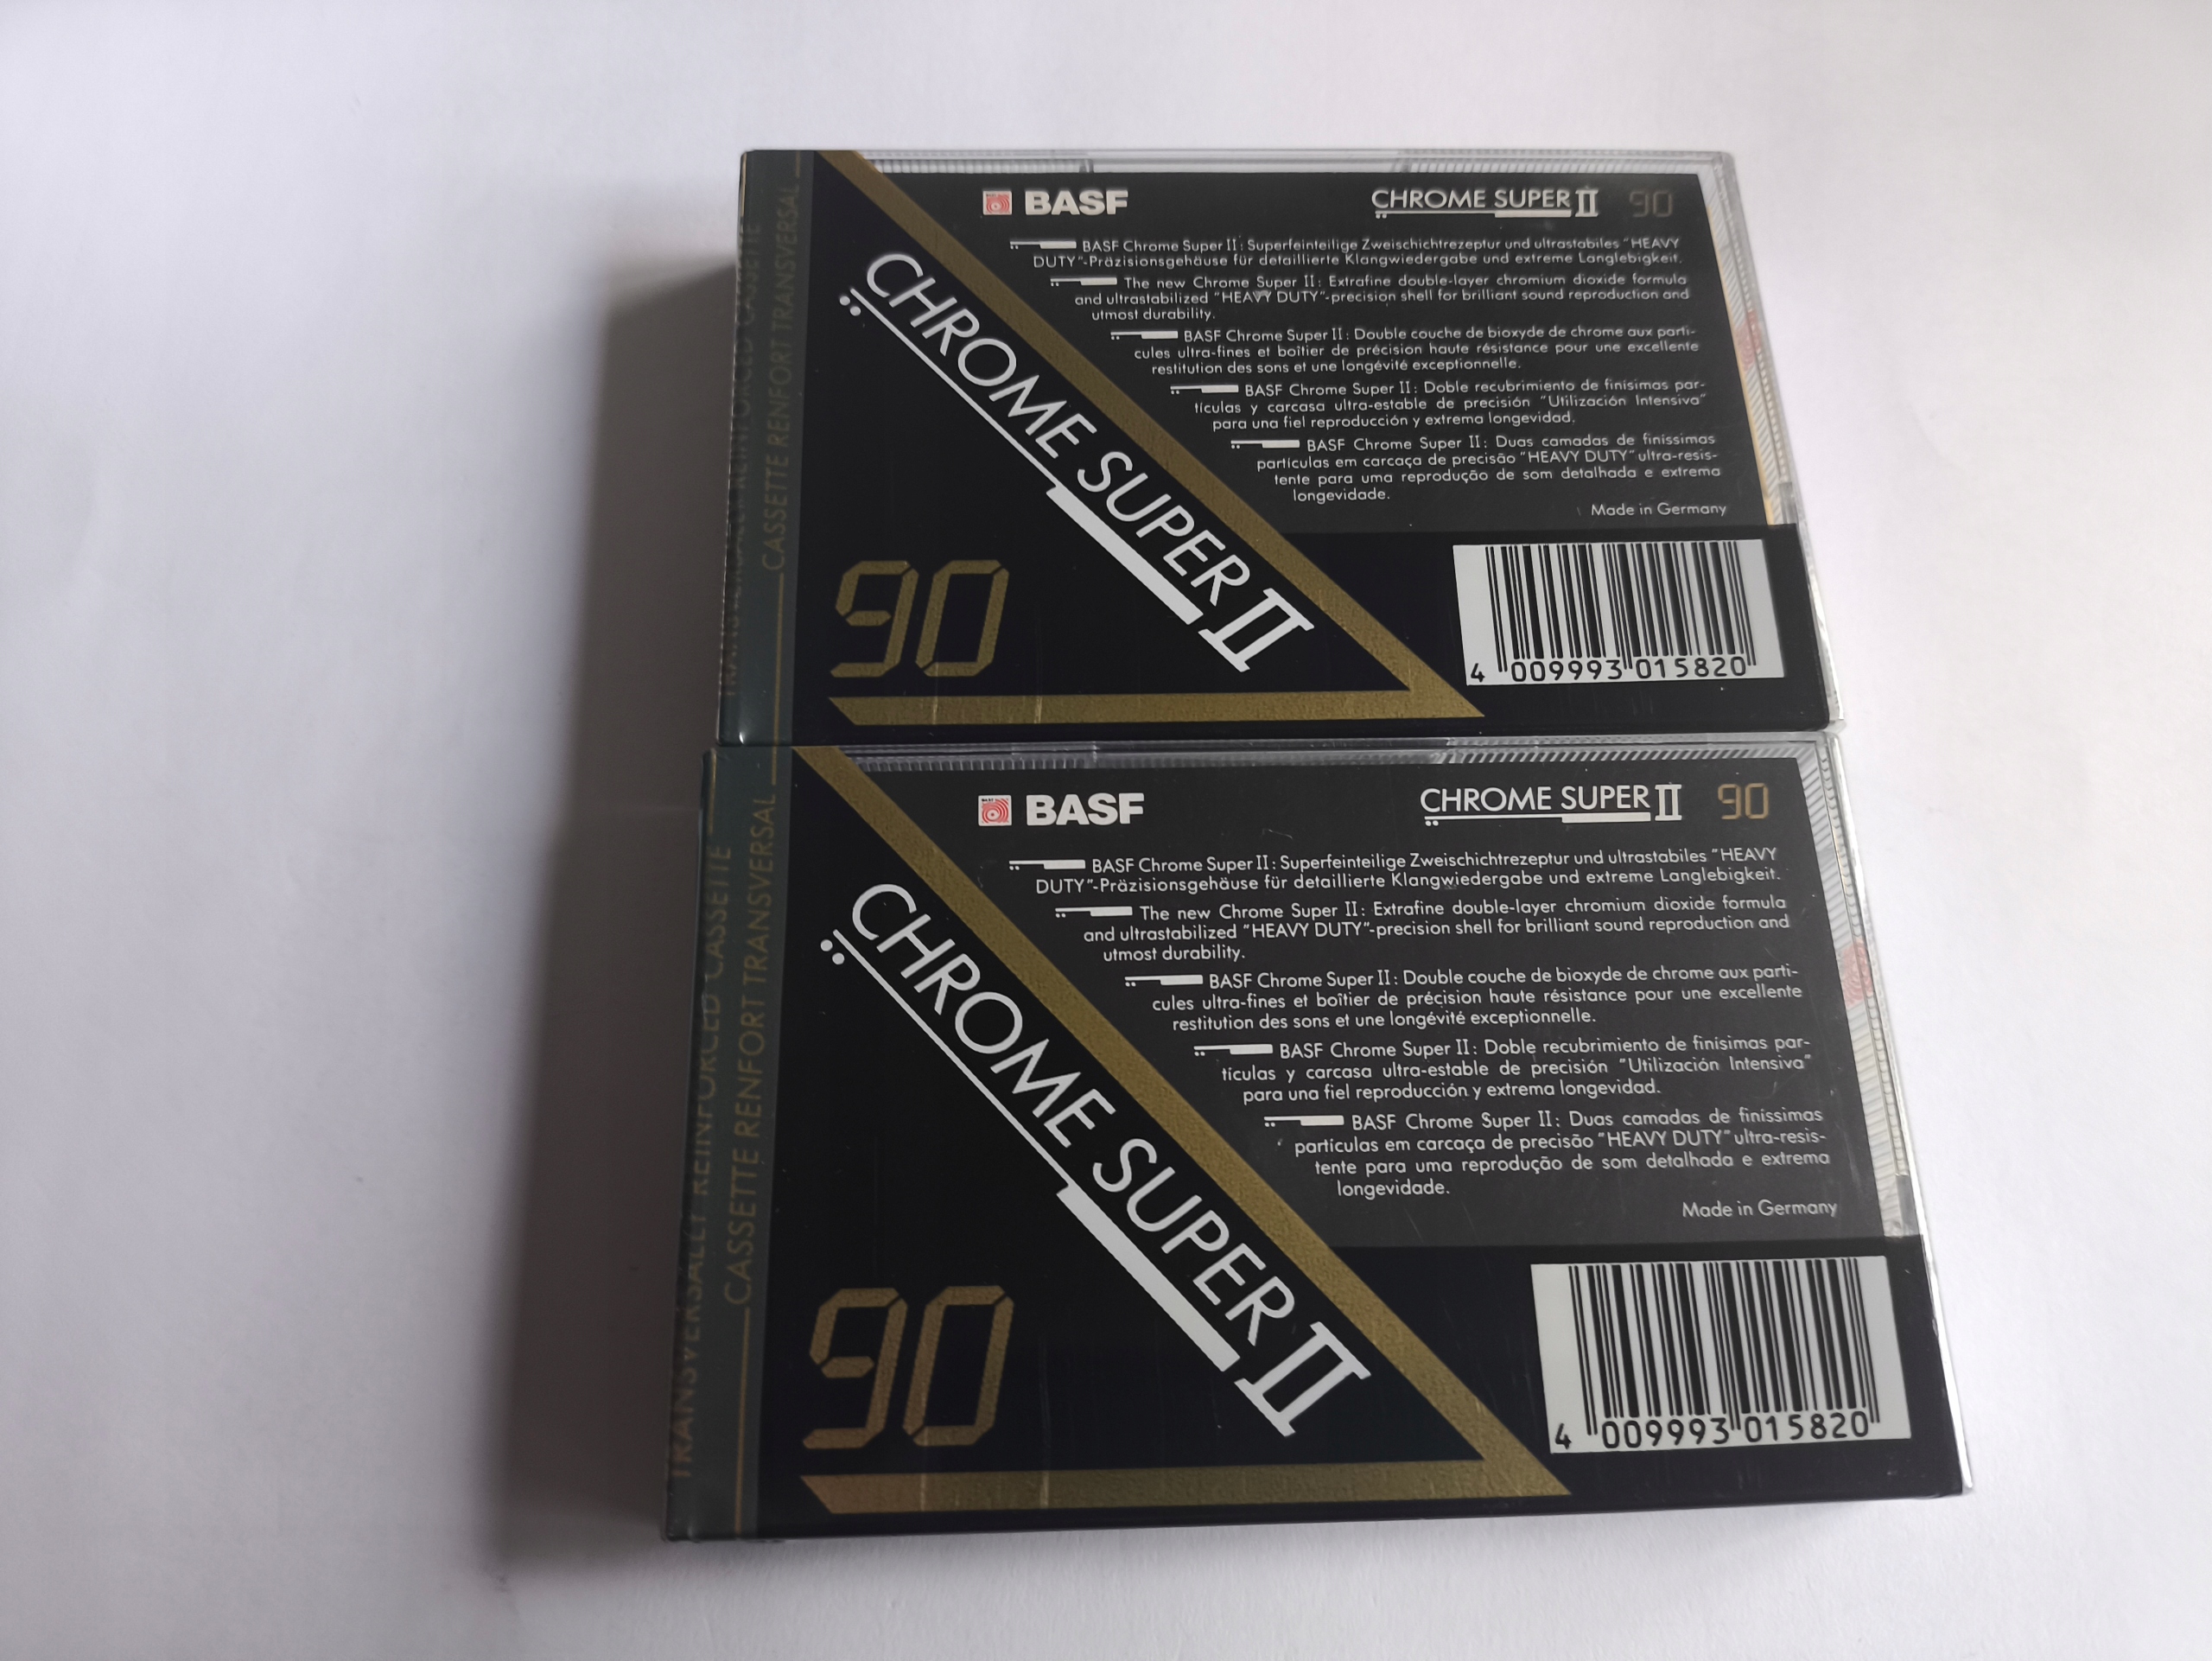 TRANSVERSALLY REINFORCED CASSETTE
CASSETTE RENFORT TRANSVERSAL
CHROME SUPER II
90
BASF
CHROME SUPER II 90
BASF Chrome Super II: Superfeinteilige Zweischichtrezeptur und ultrastabiles "HEAVY
DUTY"-Präzisionsgehäuse für detaillierte Klangwiedergabe und extreme Langlebigkeit.
The new Chrome Super II: Extrafine double-layer chromium dioxide formula
and ultrastabilized "HEAVY DUTY"-precision shell for brilliant sound reproduction and
utmost durability.
BASF Chrome Super II: Double couche de bioxyde de chrome aux parti-
cules ultra-fines et boîtier de précision haute résistance pour une excellente
restitution des sons et une longévité exceptionnelle.
BASF Chrome Super II: Doble recubrimiento de finísimas par-
tículas y carcasa ultra-estable de precisión "Utilización Intensiva"
para una fiel reproducción y extrema longevidad.
BASF Chrome Super II: Duas camadas de finíssimas
partículas em carcaça de precisão "HEAVY DUTY" ultra-resis-
tente para uma reprodução de som detalhada e extrema
longevidade.
Made in Germany
4 009993 015820
TRANSVERSALLY REINFORCED CASSETTE
CASSETTE RENFORT TRANSVERSAL
CHROME SUPER II
90
BASF
CHROME SUPER II 90
BASF Chrome Super II: Superfeinteilige Zweischichtrezeptur und ultrastabiles "HEAVY
DUTY"-Präzisionsgehäuse für detaillierte Klangwiedergabe und extreme Langlebigkeit.
The new Chrome Super II: Extrafine double-layer chromium dioxide formula
and ultrastabilized "HEAVY DUTY"-precision shell for brilliant sound reproduction and
utmost durability.
BASF Chrome Super II: Double couche de bioxyde de chrome aux parti-
cules ultra-fines et boîtier de précision haute résistance pour une excellente
restitution des sons et une longévité exceptionnelle.
BASF Chrome Super II: Doble recubrimiento de finísimas par-
tículas y carcasa ultra-estable de precisión "Utilización Intensiva"
para una fiel reproducción y extrema longevidad.
BASF Chrome Super II: Duas camadas de finíssimas
partículas em carcaça de precisão "HEAVY DUTY" ultra-resis-
tente para uma reprodução de som detalhada e extrema
longevidade.
Made in Germany
4 009993 015820